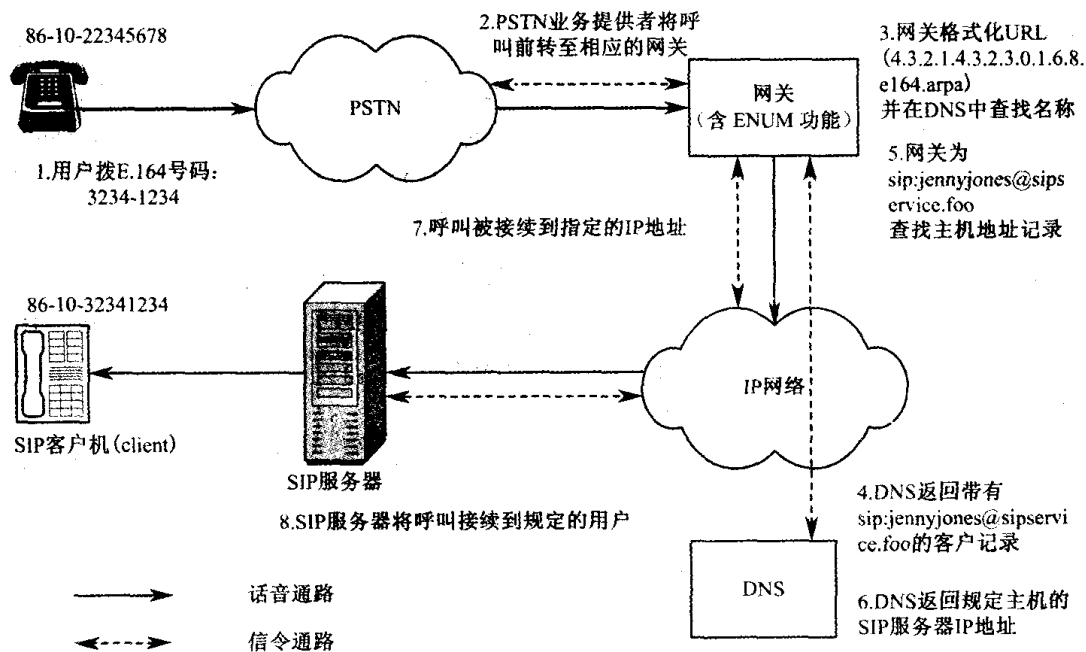 86-10-22345678
1.用户拨E.164号码：
3234-1234
PSTN
2.PSTN业务提供者将呼
叫前转至相应的网关
网关
（含 ENUM 功能）
3.网关格式化URL
(4.3.2.1.4.3.2.3.0.1.6.8.
e164.arpa)
并在DNS中查找名称
5.网关为
sip:jennyjones@sips
ervice.foo
查找主机地址记录
7.呼叫被接续到指定的IP地址
86-10-32341234
SIP客户机(client)
SIP服务器
IP网络
8.SIP服务器将呼叫接续到规定的用户
4.DNS返回带有
sip:jennyjones@sipservi
ce.foo的客户记录
DNS
6.DNS返回规定主机的
SIP服务器IP地址
话音通路
信令通路